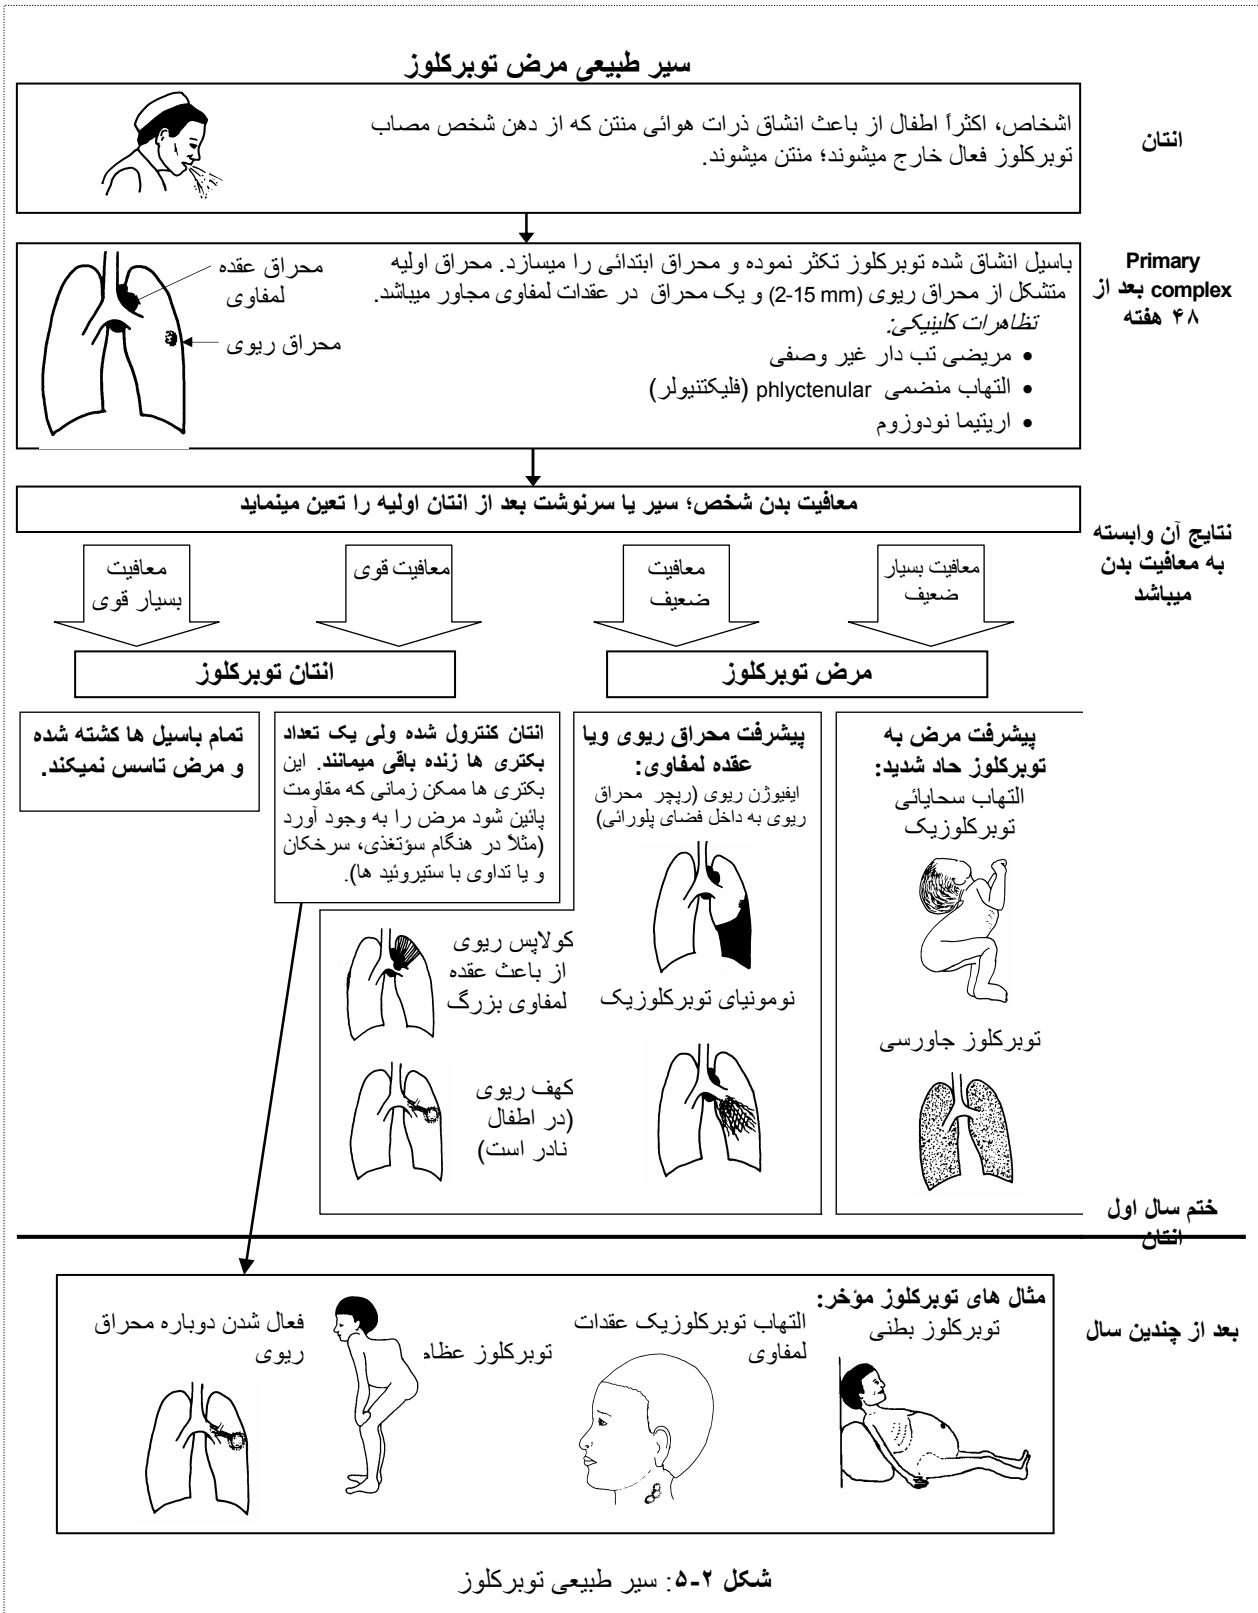 سیر طبیعی مرض توبرکلوز
انتان
اشخاص، اکثراً اطفال از باعث انشاق ذرات هوائی منتن که از دهن شخص مصاب
توبرکلوز فعال خارج میشوند؛ منتن میشوند.
Primary
complex بعد از
۴۸ هفته
باسیل انشاق شده توبرکلوز تکثر نموده و محراق ابتدائی را میسازد. محراق اولیه
متشکل از محراق ریوی (2-15 mm) و یک محراق در عقدات لمفاوی مجاور میباشد.
تظاهرات کلینیکی:
• مریضی تب دار غیر وصفی
• التهاب منضمی phlyctenular (فلیکتنیولر)
• اریتیما نودوزوم
محراق عقده
لمفاوی
محراق ریوی
نتایج آن وابسته
به معافیت بدن
میباشد
معافیت بدن شخص؛ سیر یا سرنوشت بعد از انتان اولیه را تعین مینماید
معافیت بسیار
ضعیف
معافیت
ضعیف
معافیت قوی
معافیت
بسیار قوی
مرض توبرکلوز
انتان توبرکلوز
پیشرفت مرض به
توبرکلوز حاد شدید:
التهاب سحایائی
توبرکلوزیک
توبرکلوز جاورسی
پیشرفت محراق ریوی ویا
عقده لمفاوی:
ایفیوژن ریوی (رپچر محراق
ریوی به داخل فضای پلورائی)
نومونیای توبرکلوزیک
کولاپس ریوی
از باعث عقده
لمفاوی بزرگ
کهف ریوی
(در اطفال
نادر است)
انتان کنترول شده ولی یک تعداد
بکتری ها زنده باقی میمانند. این
بکتری ها ممکن زمانی که مقاومت
پائین شود مرض را به وجود آورد
(مثلاً در هنگام سؤتغذی، سرخکان
و یا تداوی با ستیروئید ها).
تمام باسیل ها کشته شده
و مرض تاسس نمیکند.
ختم سال اول
انتان
بعد از چندین سال
مثال های توبرکلوز مؤخر:
توبرکلوز بطنی
التهاب توبرکلوزیک عقدات
لمفاوی
توبرکلوز عظام
فعال شدن دوباره محراق
ریوی
شکل ۲-۵: سیر طبیعی توبرکلوز